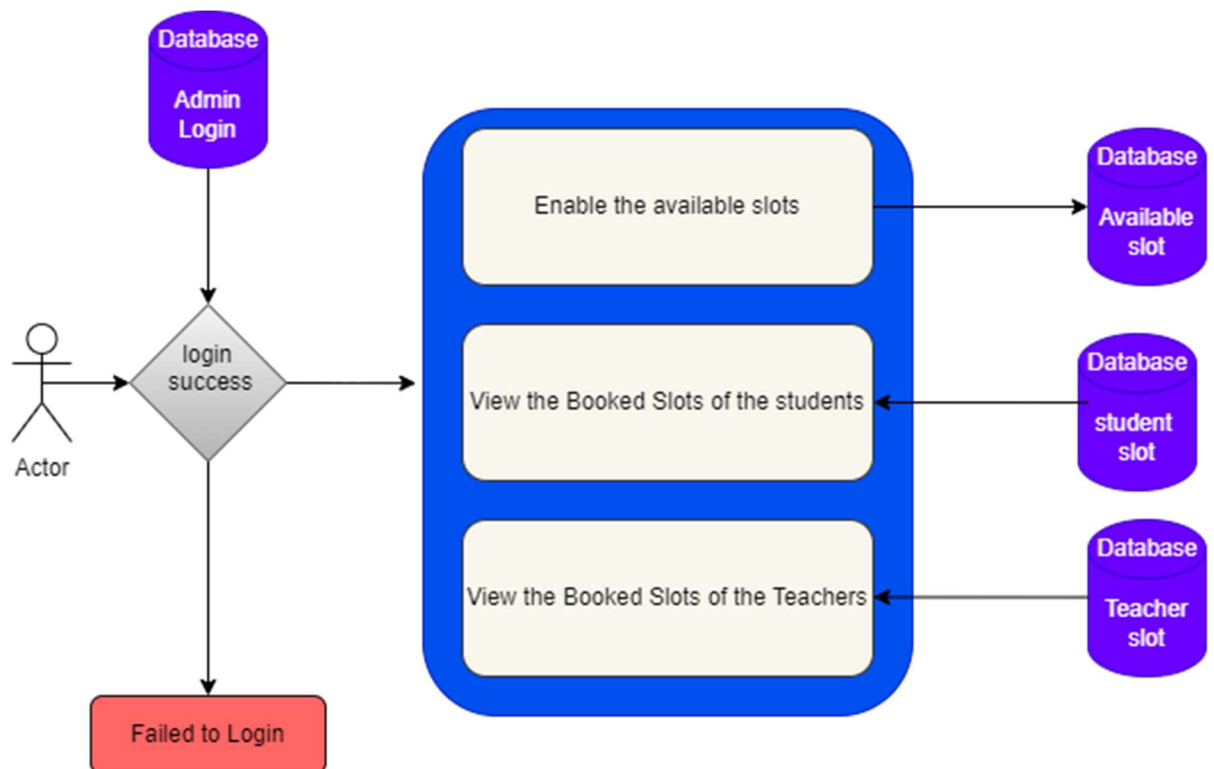 Database
Admin
Login
Enable the available slots
Database
Available
slot
login
success
Actor
View the Booked Slots of the students
Database
student
slot
View the Booked Slots of the Teachers
Database
Teacher
slot
Failed to Login